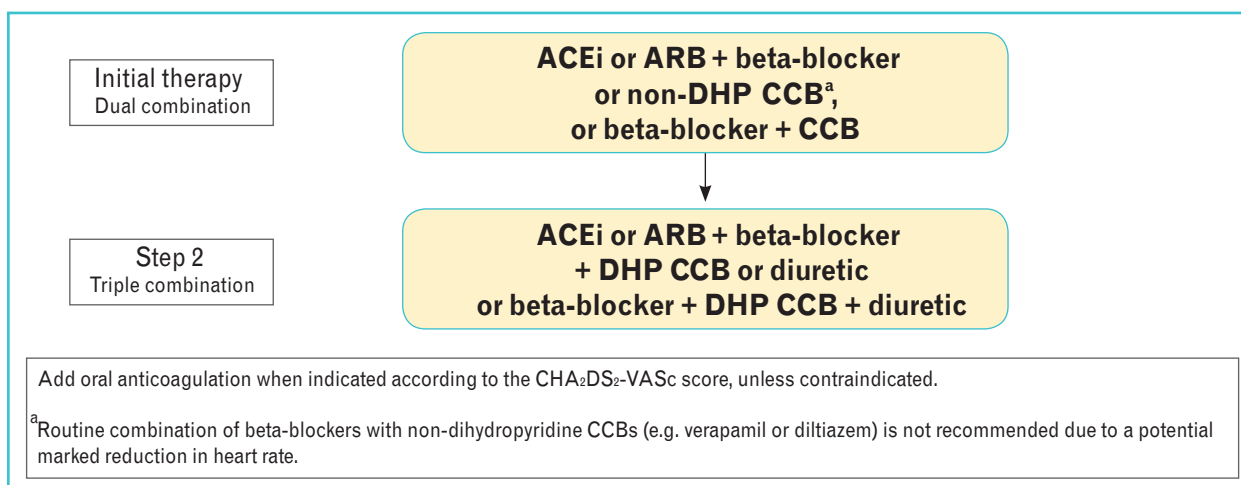 Initial therapy
Dual combination
ACEi or ARB + beta-blocker
or non-DHP CCBᵃ,
or beta-blocker + CCB
Step 2
Triple combination
ACEi or ARB + beta-blocker
+ DHP CCB or diuretic
or beta-blocker + DHP CCB + diuretic
Add oral anticoagulation when indicated according to the CHA₂DS₂-VASc score, unless contraindicated.
ᵃRoutine combination of beta-blockers with non-dihydropyridine CCBs (e.g. verapamil or diltiazem) is not recommended due to a potential
marked reduction in heart rate.